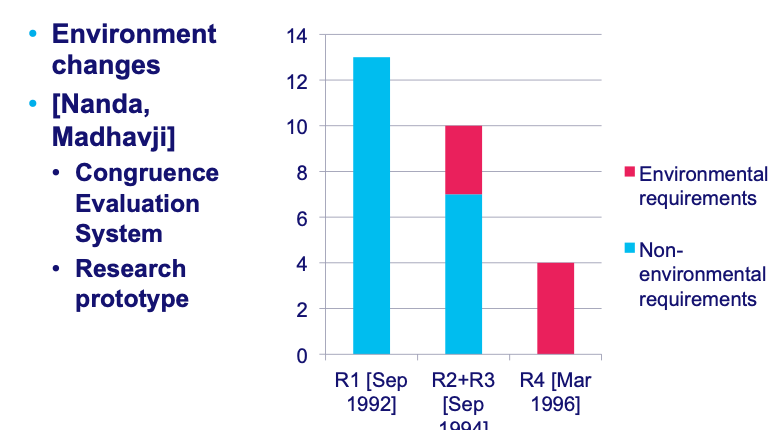 Environment
changes
[Nanda,
Madhavji]
Congruence
Evaluation
System
Research
prototype
14
12
10
8
6
4
2
0
R1 [Sep
1992]
R2+R3
[Sep
1994]
R4 [Mar
1996]
Environmental
requirements
Non-
environmental
requirements